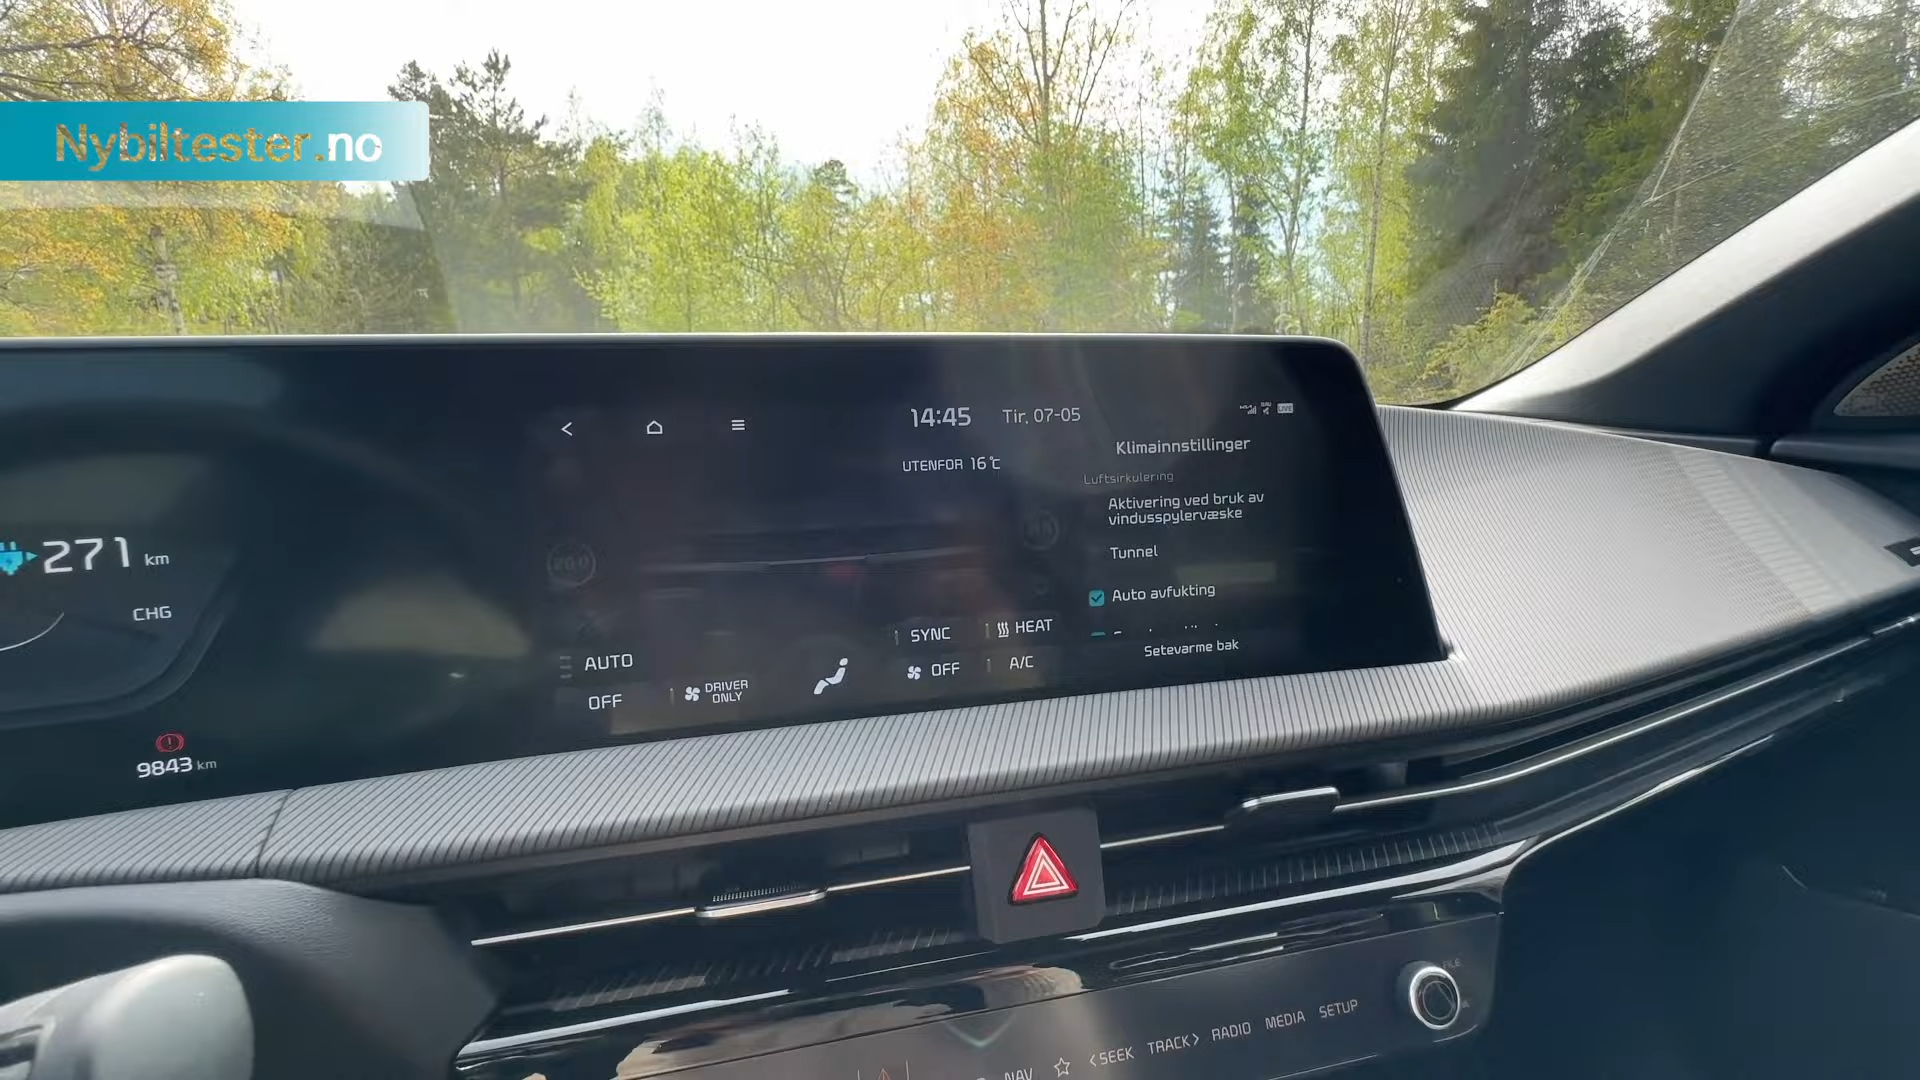 Nybiltester.no
14:45 Tir, 07-05
UTENFOR 16°C
Klimainnstillinger
Luftsirkulering
Aktivering ved bruk av
vindusspylervæske
Tunnel
Auto avfukting
Setevarme bak
271 km
CHG
9843 km
SYNC
HEAT
AUTO
OFF
DRIVER
ONLY
OFF
A/C
NAV
<SEEK
TRACK>
RADIO
MEDIA
SETUP